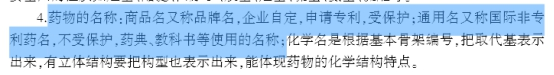 4.药物的名称:商品名又称品牌名,企业自定,申请专利,受保护;通用名又称国际非专
利药名,不受保护,药典、教科书等使用的名称;化学名是根据基本骨架编号,把取代基表示
出来,有立体结构要把构型也表示出来,能体现药物的化学结构特点。